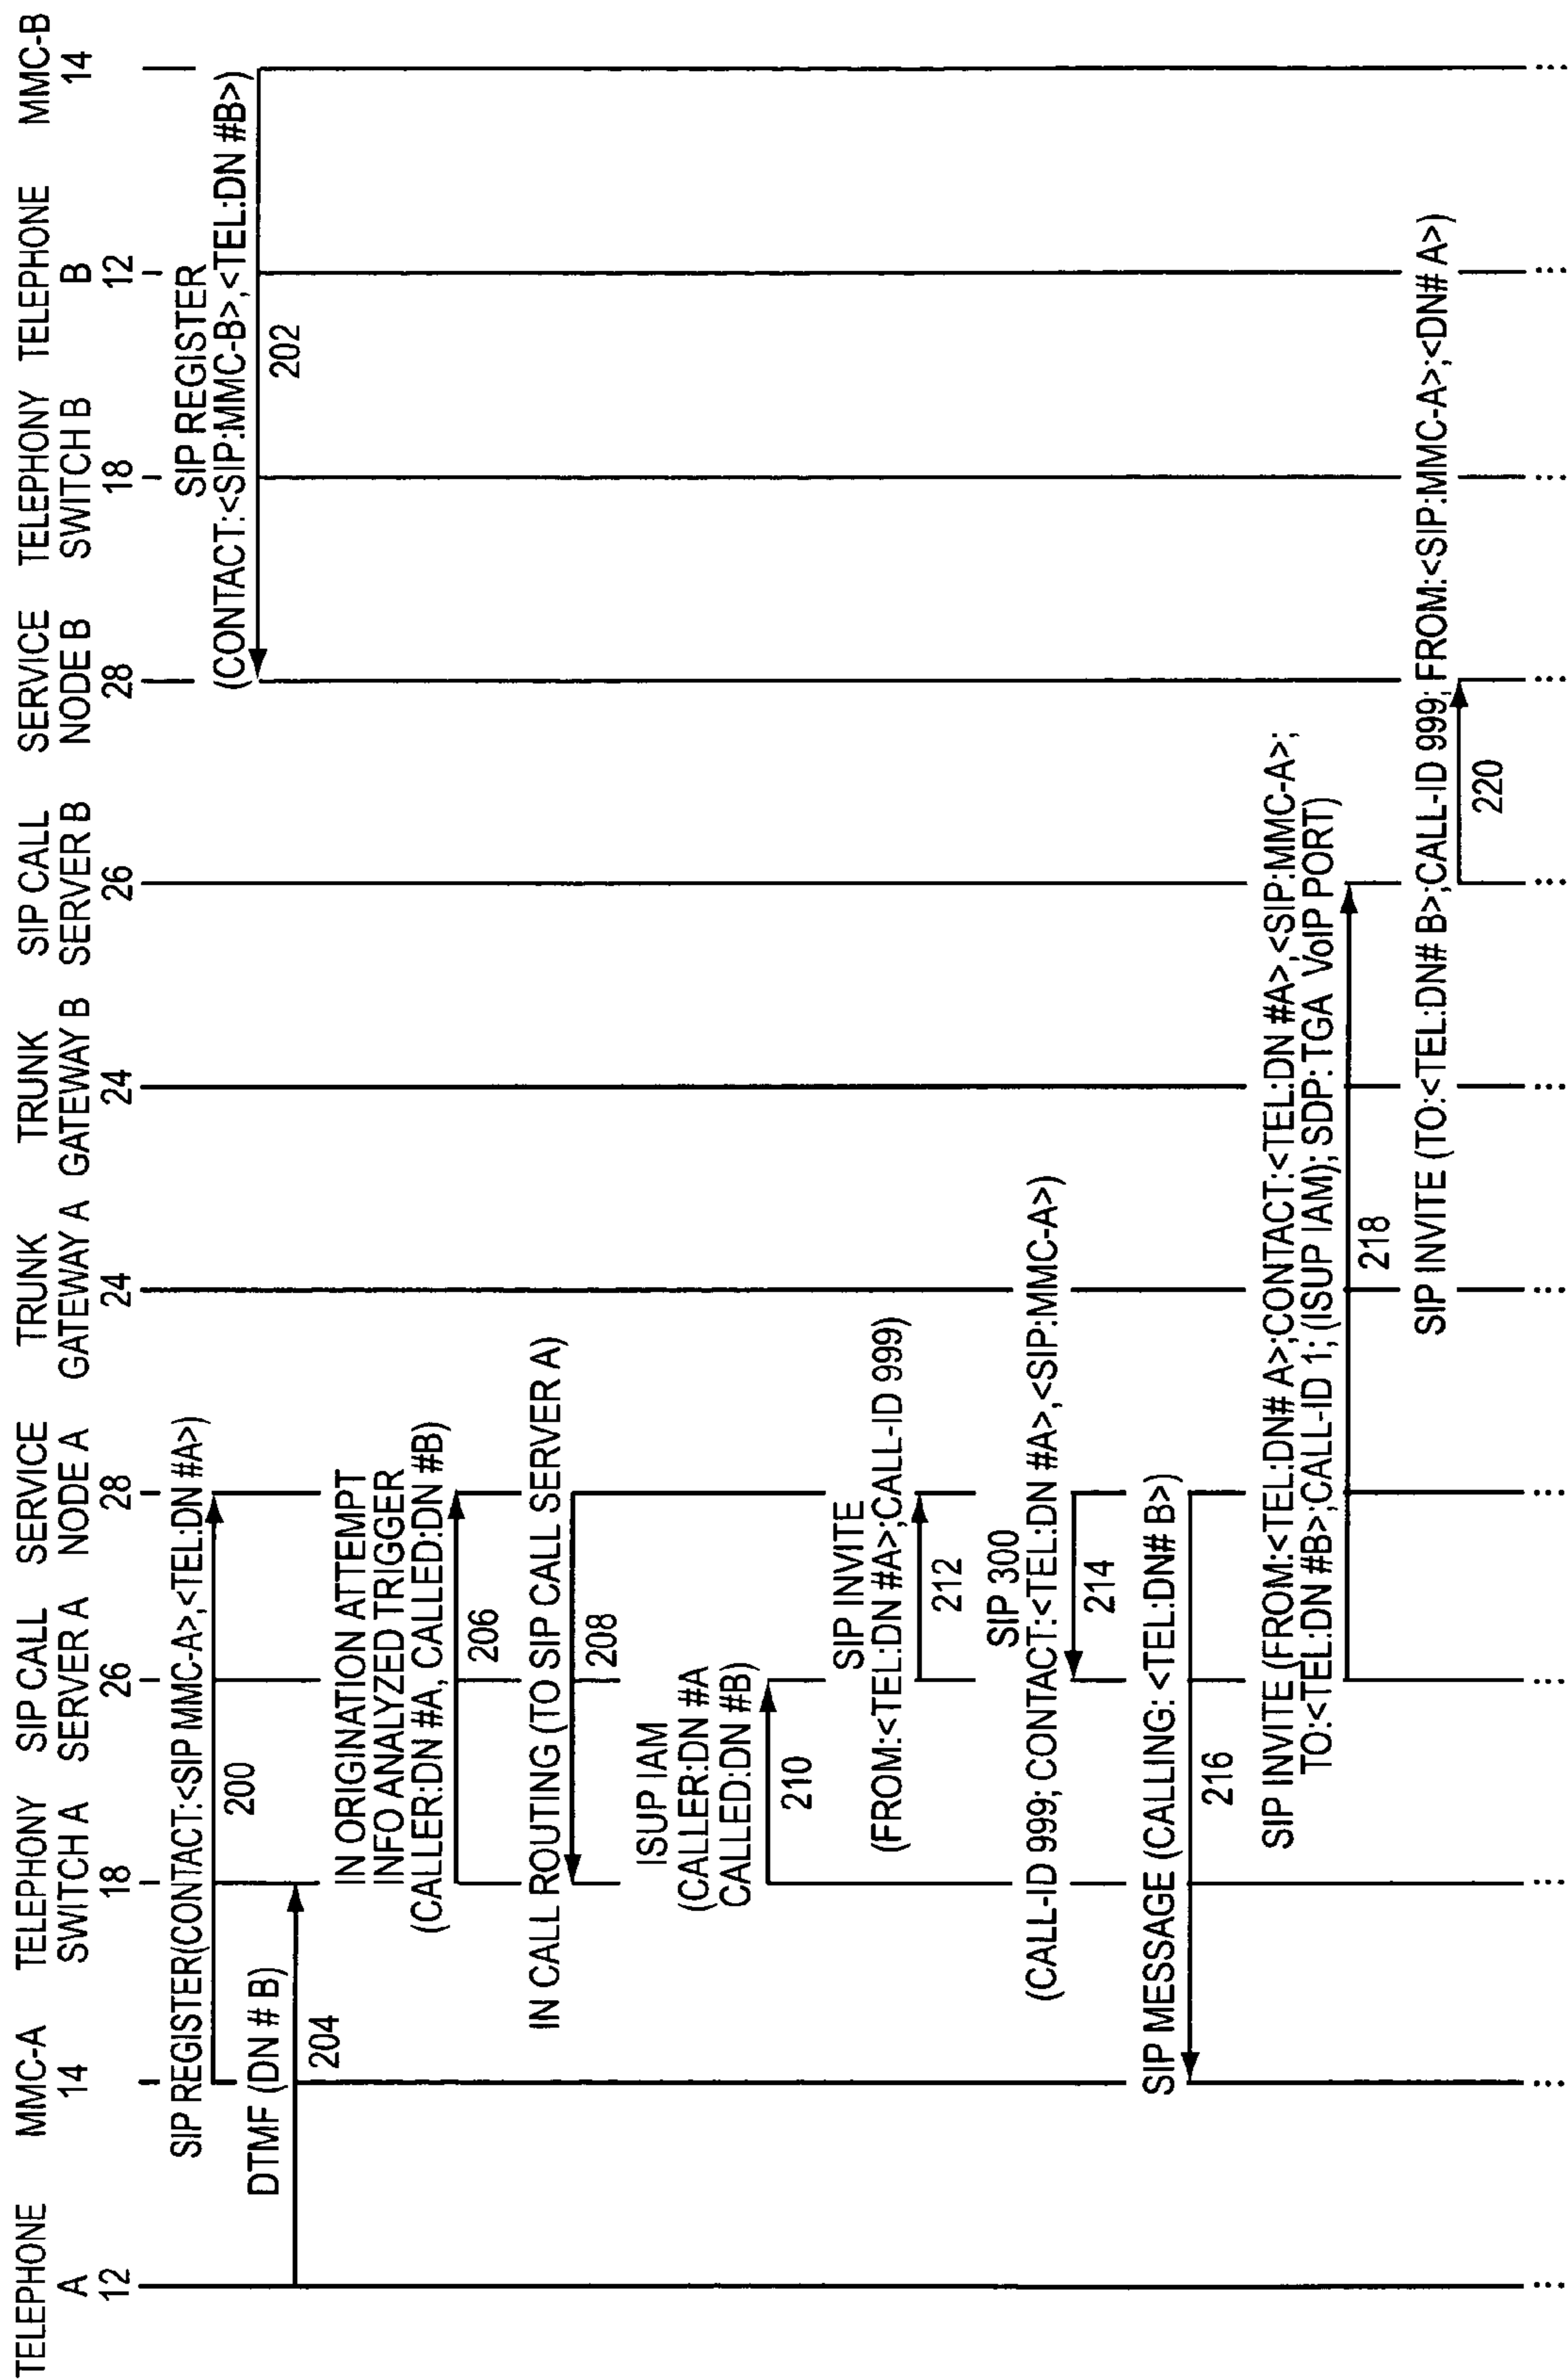 TELEPHONE
A
12
MMC-A
14
TELEPHONY
SWITCH A
18
SIP CALL
SERVER A
26
SERVICE
NODE A
28
TRUNK
GATEWAY A
24
TRUNK
GATEWAY B
24
SIP CALL
SERVER B
26
SERVICE
NODE B
28
TELEPHONY
SWITCH B
18
TELEPHONE
B
12
MMC-B
14
SIP REGISTER(CONTACT:<SIP MMC-A>,<TEL:DN #A>)
200
SIP REGISTER
(CONTACT:<SIP:MMC-B>,<TEL:DN #B>)
202
DTMF (DN # B)
204
IN ORIGINATION ATTEMPT
INFO ANALYZED TRIGGER
(CALLER:DN #A, CALLED:DN #B)
206
IN CALL ROUTING (TO SIP CALL SERVER A)
208
ISUP IAM
(CALLER:DN #A
CALLED:DN #B)
210
SIP INVITE
(FROM:<TEL:DN #A>;CALL-ID 999)
212
SIP 300
(CALL-ID 999; CONTACT:<TEL:DN #A>,<SIP:MMC-A>)
214
SIP MESSAGE (CALLING: <TEL:DN# B>)
216
SIP INVITE (FROM:<TEL:DN# A>;CONTACT:<TEL:DN #A>,<SIP:MMC-A>;
TO:<TEL:DN #B>;CALL-ID 1; (ISUP IAM); SDP: TGA VoIP PORT)
218
SIP INVITE (TO:<TEL:DN# B>;CALL-ID 999; FROM:<SIP:MMC-A>;<DN# A>)
220